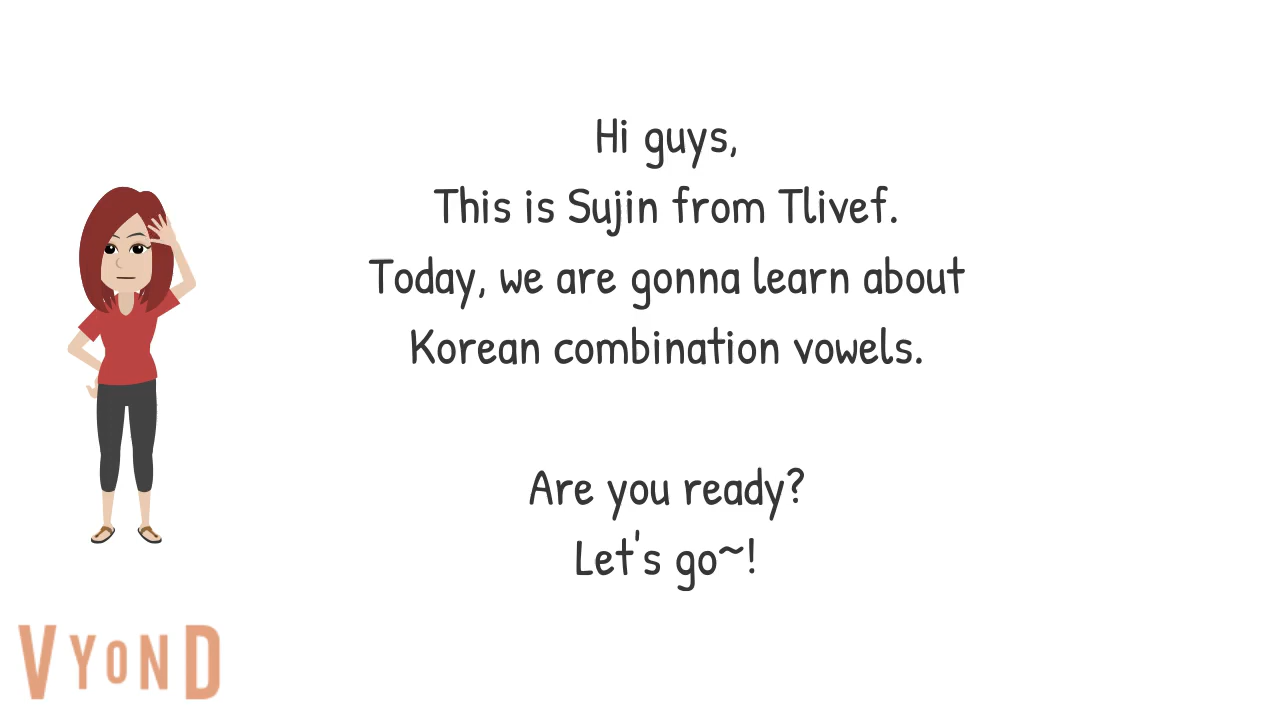 Hi guys,
This is Sujin from Tlivef.
Today, we are gonna learn about
Korean combination vowels.
Are you ready?
Let's go~!
VYOND